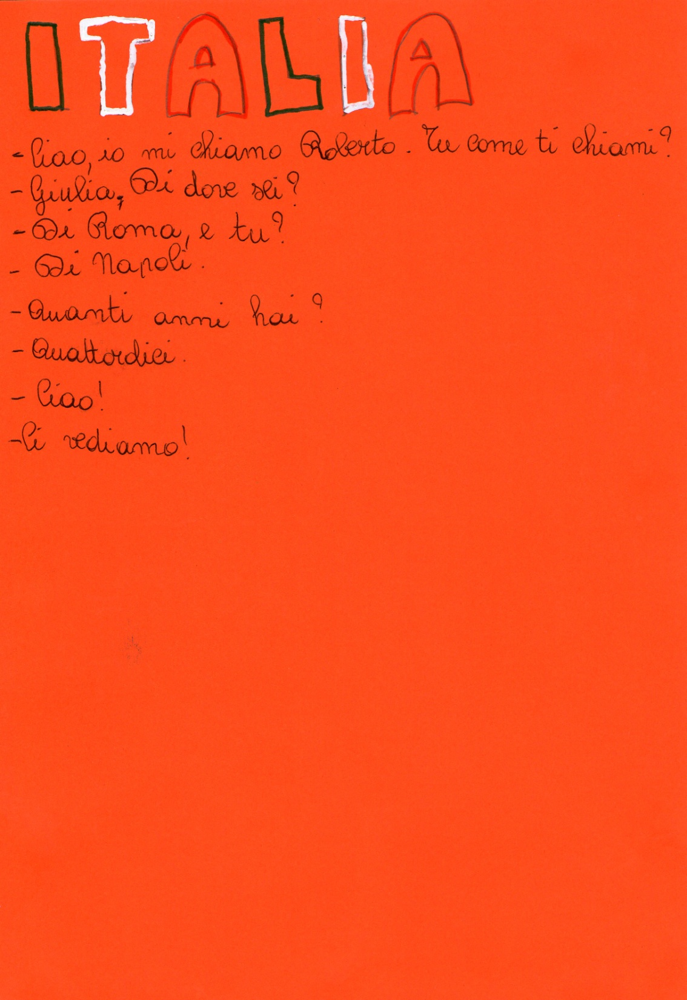 ITALIA
- Ciao, io mi chiamo Roberto. Tu come ti chiami?
- Giulia, Di dove sei?
- Di Roma, e tu?
- Di Napoli.
- Quanti anni hai?
- Quattordici.
- Ciao!
- Ci vediamo!